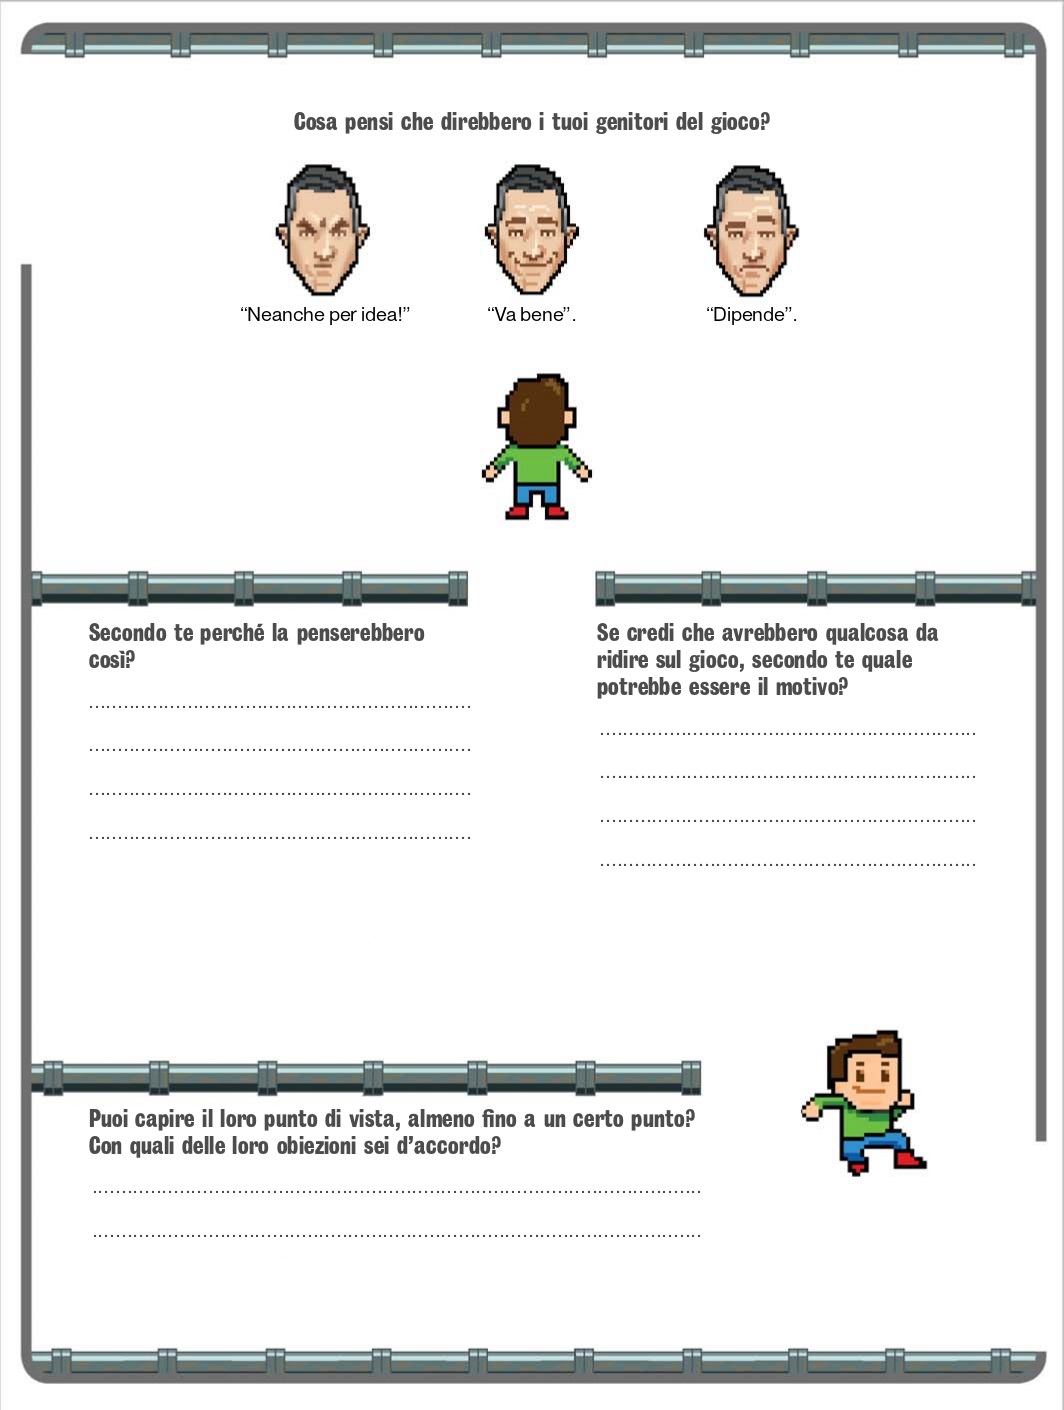 Cosa pensi che direbbero i tuoi genitori del gioco?
“Neanche per idea!”
“Va bene”.
“Dipende”.
Secondo te perché la penserebbero
così?
Se credi che avrebbero qualcosa da
ridire sul gioco, secondo te quale
potrebbe essere il motivo?
Puoi capire il loro punto di vista, almeno fino a un certo punto?
Con quali delle loro obiezioni sei d’accordo?